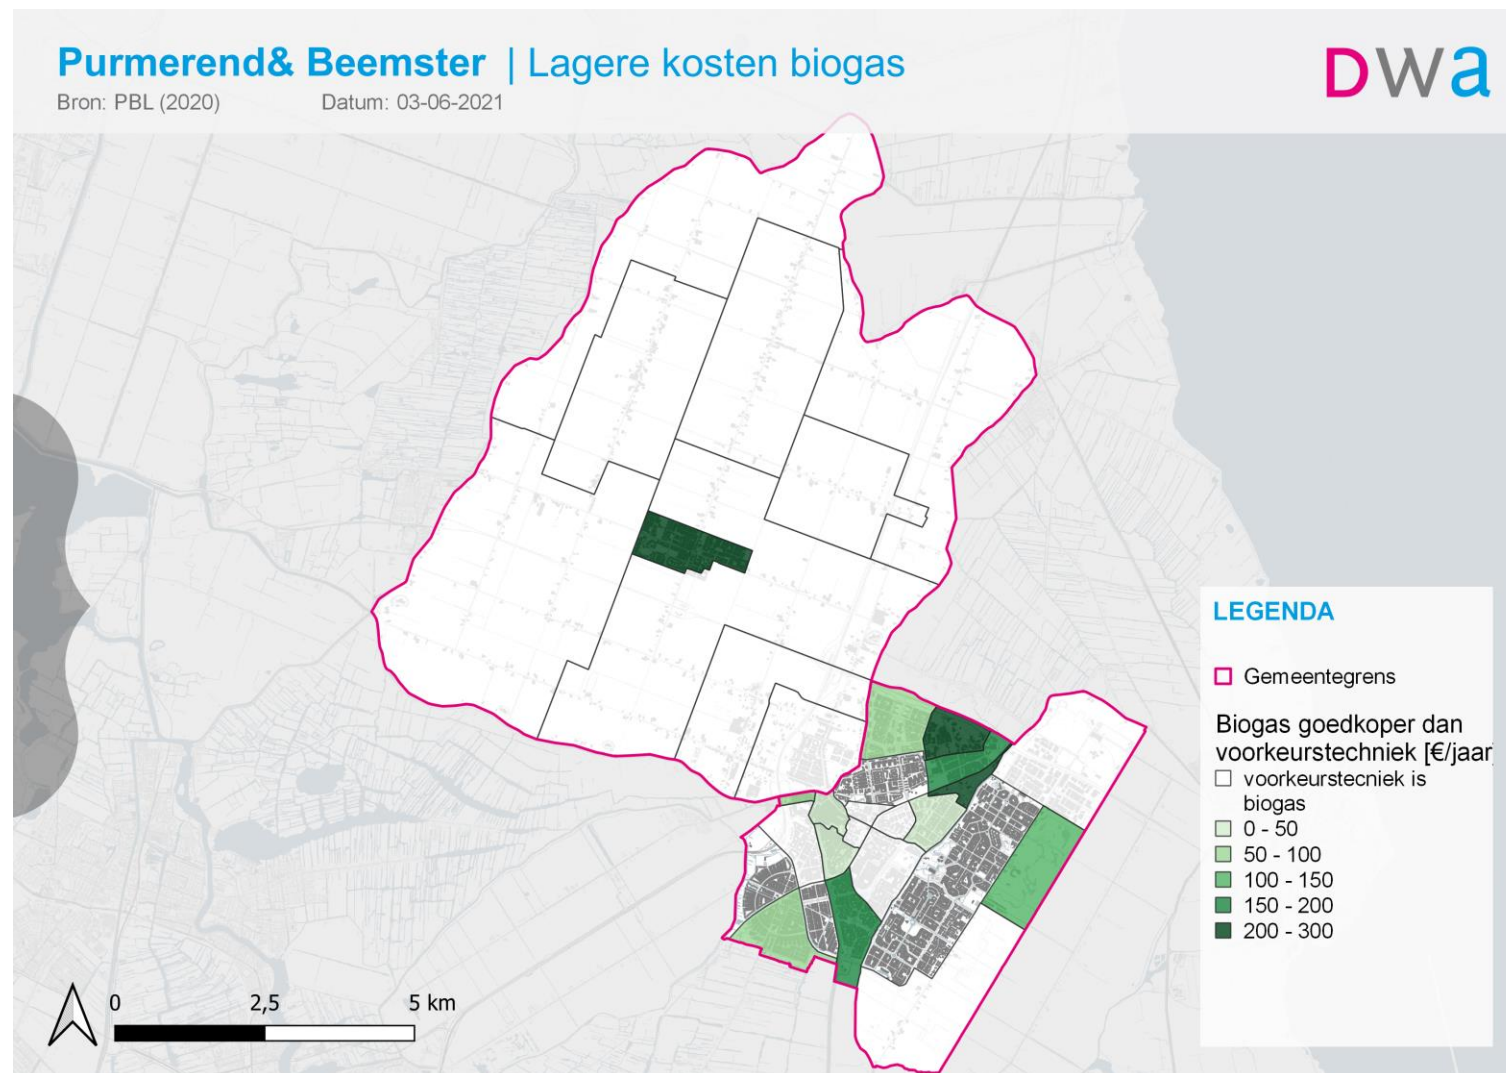 Purmerend& Beemster | Lagere kosten biogas
Bron: PBL (2020) Datum: 03-06-2021
DWa
LEGENDA
Gemeentegrens
Biogas goedkoper dan
voorkeurstechniek [€/jaar]
voorkeurstecniek is
biogas
0 - 50
50 - 100
100 - 150
150 - 200
200 - 300
0 2,5 5 km